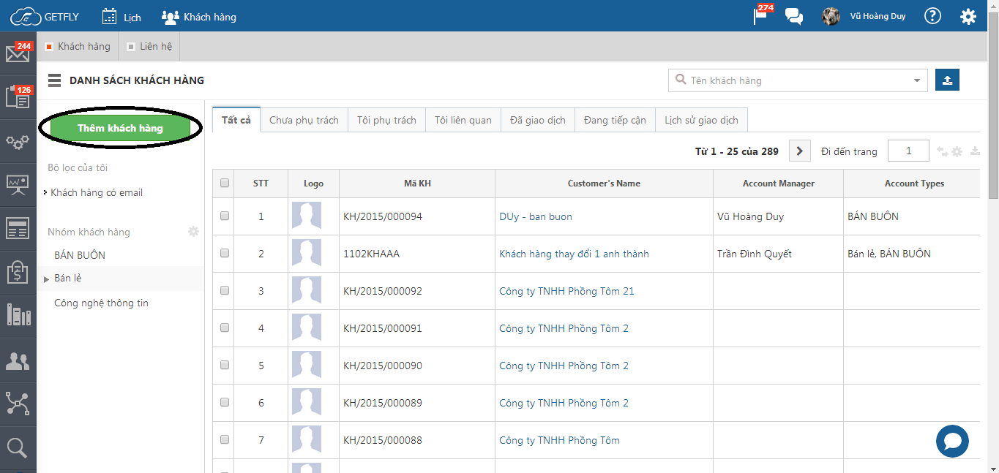 GETFLY Lịch Khách hàng 274 Vũ Hoàng Duy ?
244 Khách hàng Liên hệ
DANH SÁCH KHÁCH HÀNG Tên khách hàng
126
Thêm khách hàng
Tất cả Chưa phụ trách Tôi phụ trách Tôi liên quan Đã giao dịch Đang tiếp cận Lịch sử giao dịch
Từ 1 - 25 của 289 Đi đến trang 1
Bộ lọc của tôi
Khách hàng có email
Nhóm khách hàng
BÁN BUÔN
Bán lẻ
Công nghệ thông tin
STT Logo Mã KH Customer's Name Account Manager Account Types
1 KH/2015/000094 DUy - ban buon Vũ Hoàng Duy BÁN BUÔN
2 1102KHAAA Khách hàng thay đổi 1 anh thành Trần Đình Quyết Bán lẻ, BÁN BUÔN
3 KH/2015/000092 Công ty TNHH Phồng Tôm 21
4 KH/2015/000091 Công ty TNHH Phồng Tôm 2
5 KH/2015/000090 Công ty TNHH Phồng Tôm 2
6 KH/2015/000089 Công ty TNHH Phồng Tôm 2
7 KH/2015/000088 Công ty TNHH Phồng Tôm